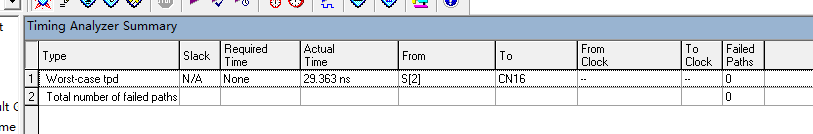 Timing Analyzer Summary
Type Slack Required Time Actual Time From To From Clock To Clock Failed Paths
1 Worst-case tpd N/A None 29.363 ns S[2] CN16 -- -- 0
2 Total number of failed paths 0
t
ult C
me